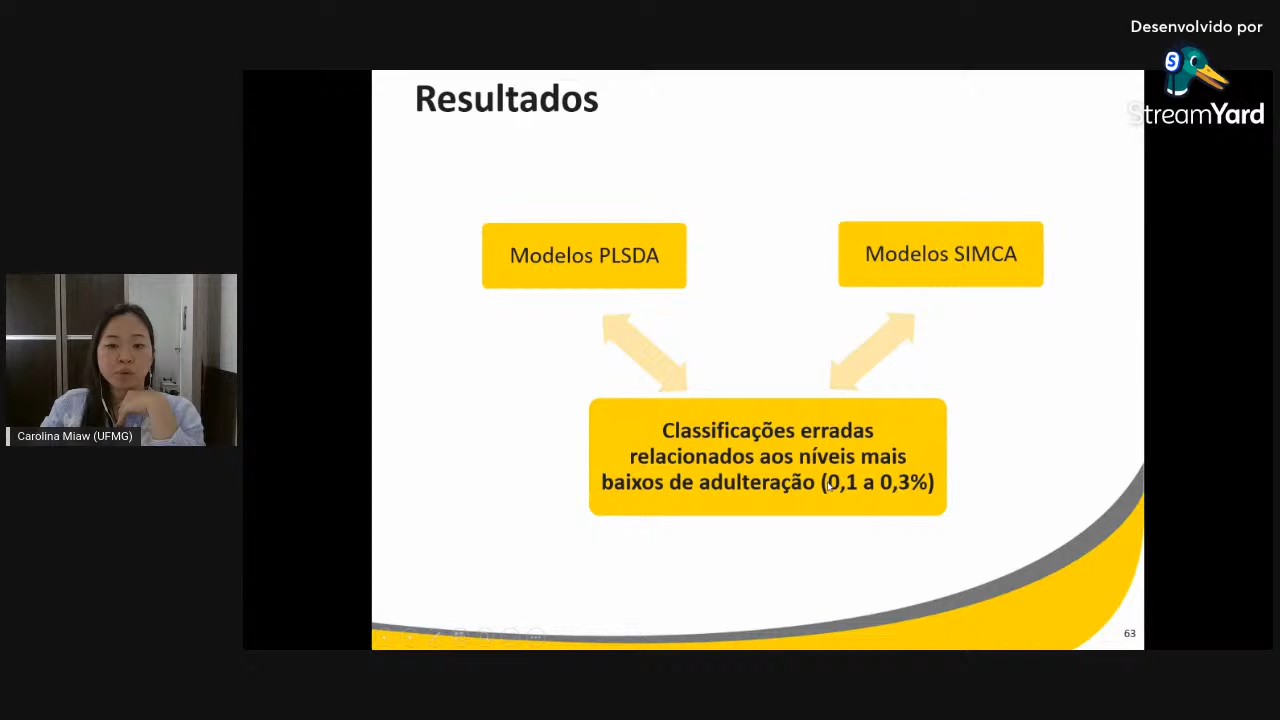 Desenvolvido por
S
StreamYard
Resultados
Modelos PLSDA
Modelos SIMCA
Classificações erradas
relacionados aos níveis mais
baixos de adulteração (0,1 a 0,3%)
Carolina Miaw (UFMG)
63